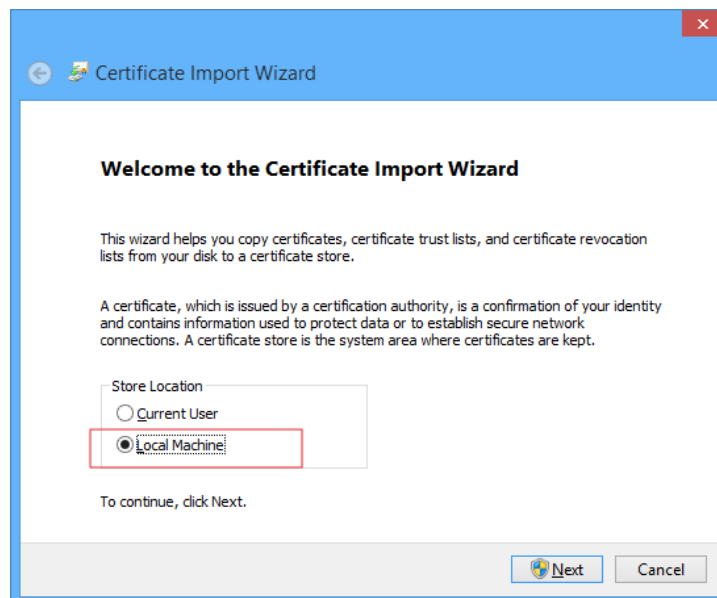 Certificate Import Wizard
Welcome to the Certificate Import Wizard
This wizard helps you copy certificates, certificate trust lists, and certificate revocation
lists from your disk to a certificate store.
A certificate, which is issued by a certification authority, is a confirmation of your identity
and contains information used to protect data or to establish secure network
connections. A certificate store is the system area where certificates are kept.
Store Location
Current User
Local Machine
To continue, click Next.
Next Cancel